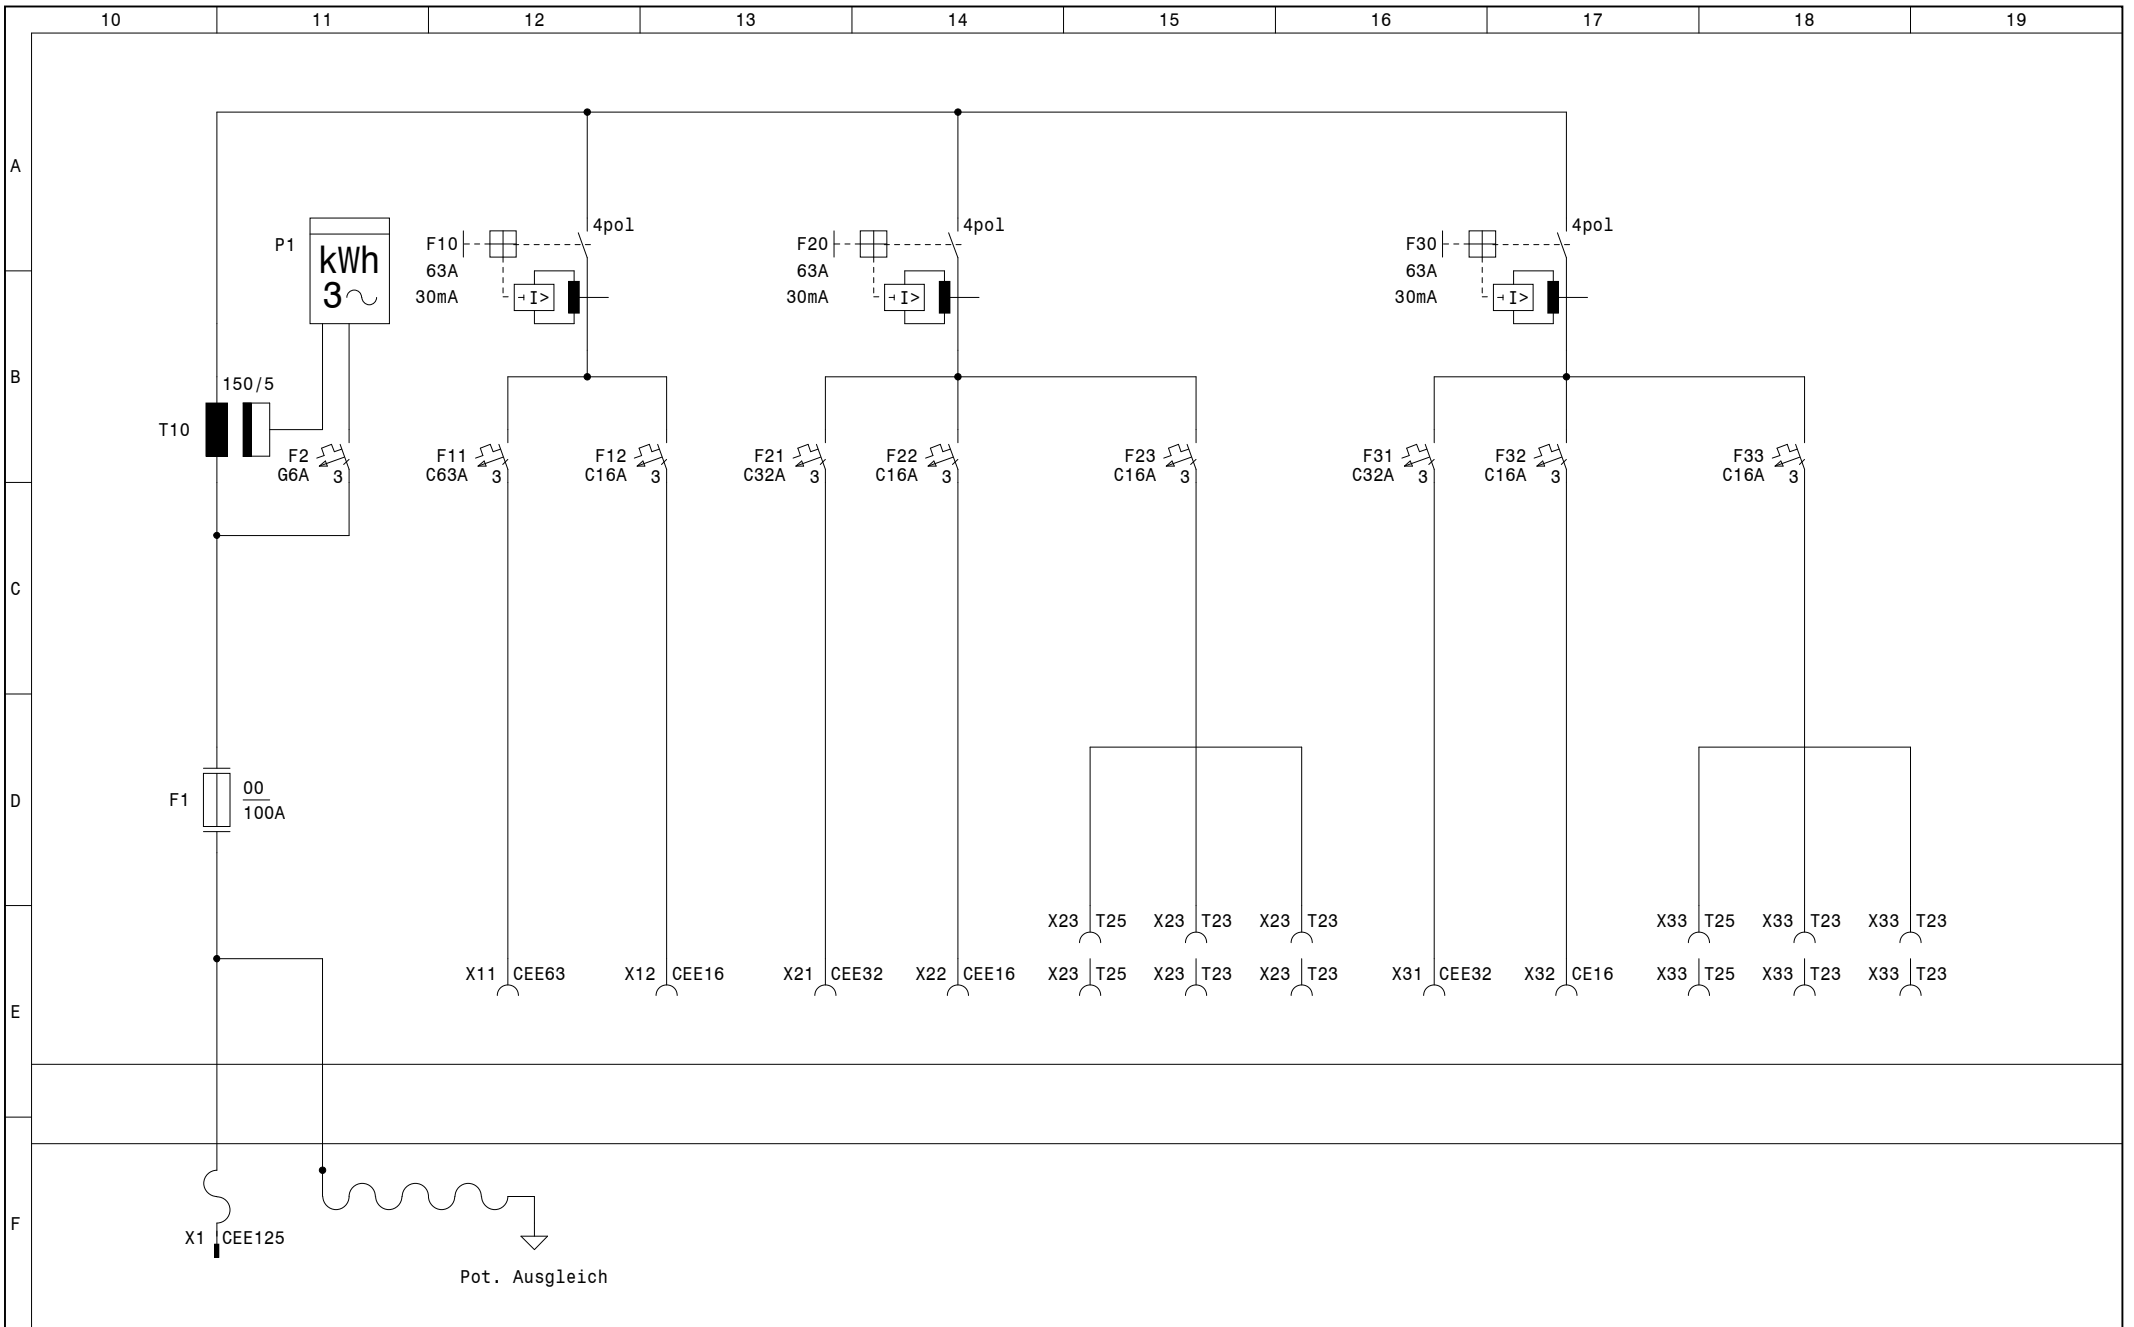 10 11 12 13 14 15 16 17 18 19
A
4pol 4pol 4pol
P1 kWh F10 F20 F30
3 63A 63A 63A
30mA 30mA 30mA
I> I> I>
B
150/5
T10
F2 F11 F12 F21 F22 F23 F31 F32 F33
G6A 3 C63A 3 C16A 3 C32A 3 C16A 3 C16A 3 C32A 3 C16A 3 C16A 3
C
D
F1 00
100A
X23 T25 X23 T23 X23 T23 X33 T25 X33 T23 X33 T23
X11 CEE63 X12 CEE16 X21 CEE32 X22 CEE16 X23 T25 X23 T23 X23 T23 X31 CEE32 X32 CE16 X33 T25 X33 T23 X33 T23
E
F
X1 CEE125
Pot. Ausgleich